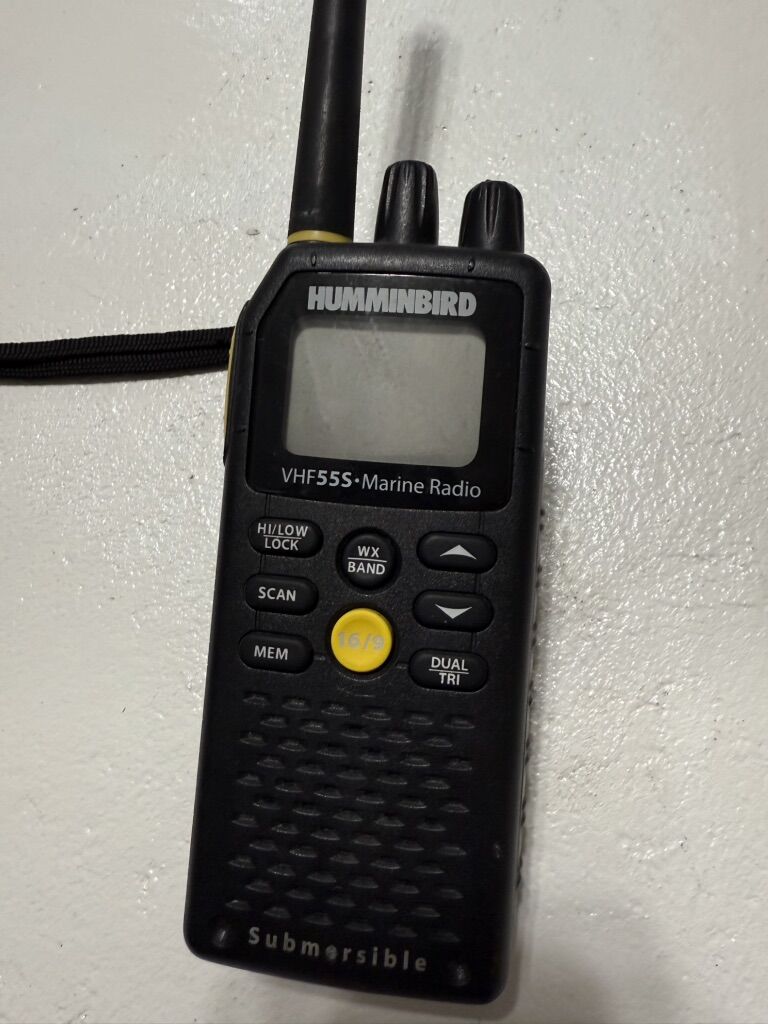 HUMMINBIRD
VHF55S•Marine Radio
HI/LOW
LOCK
WX
BAND
SCAN
16/9
MEM
DUAL
TRI
Submersible